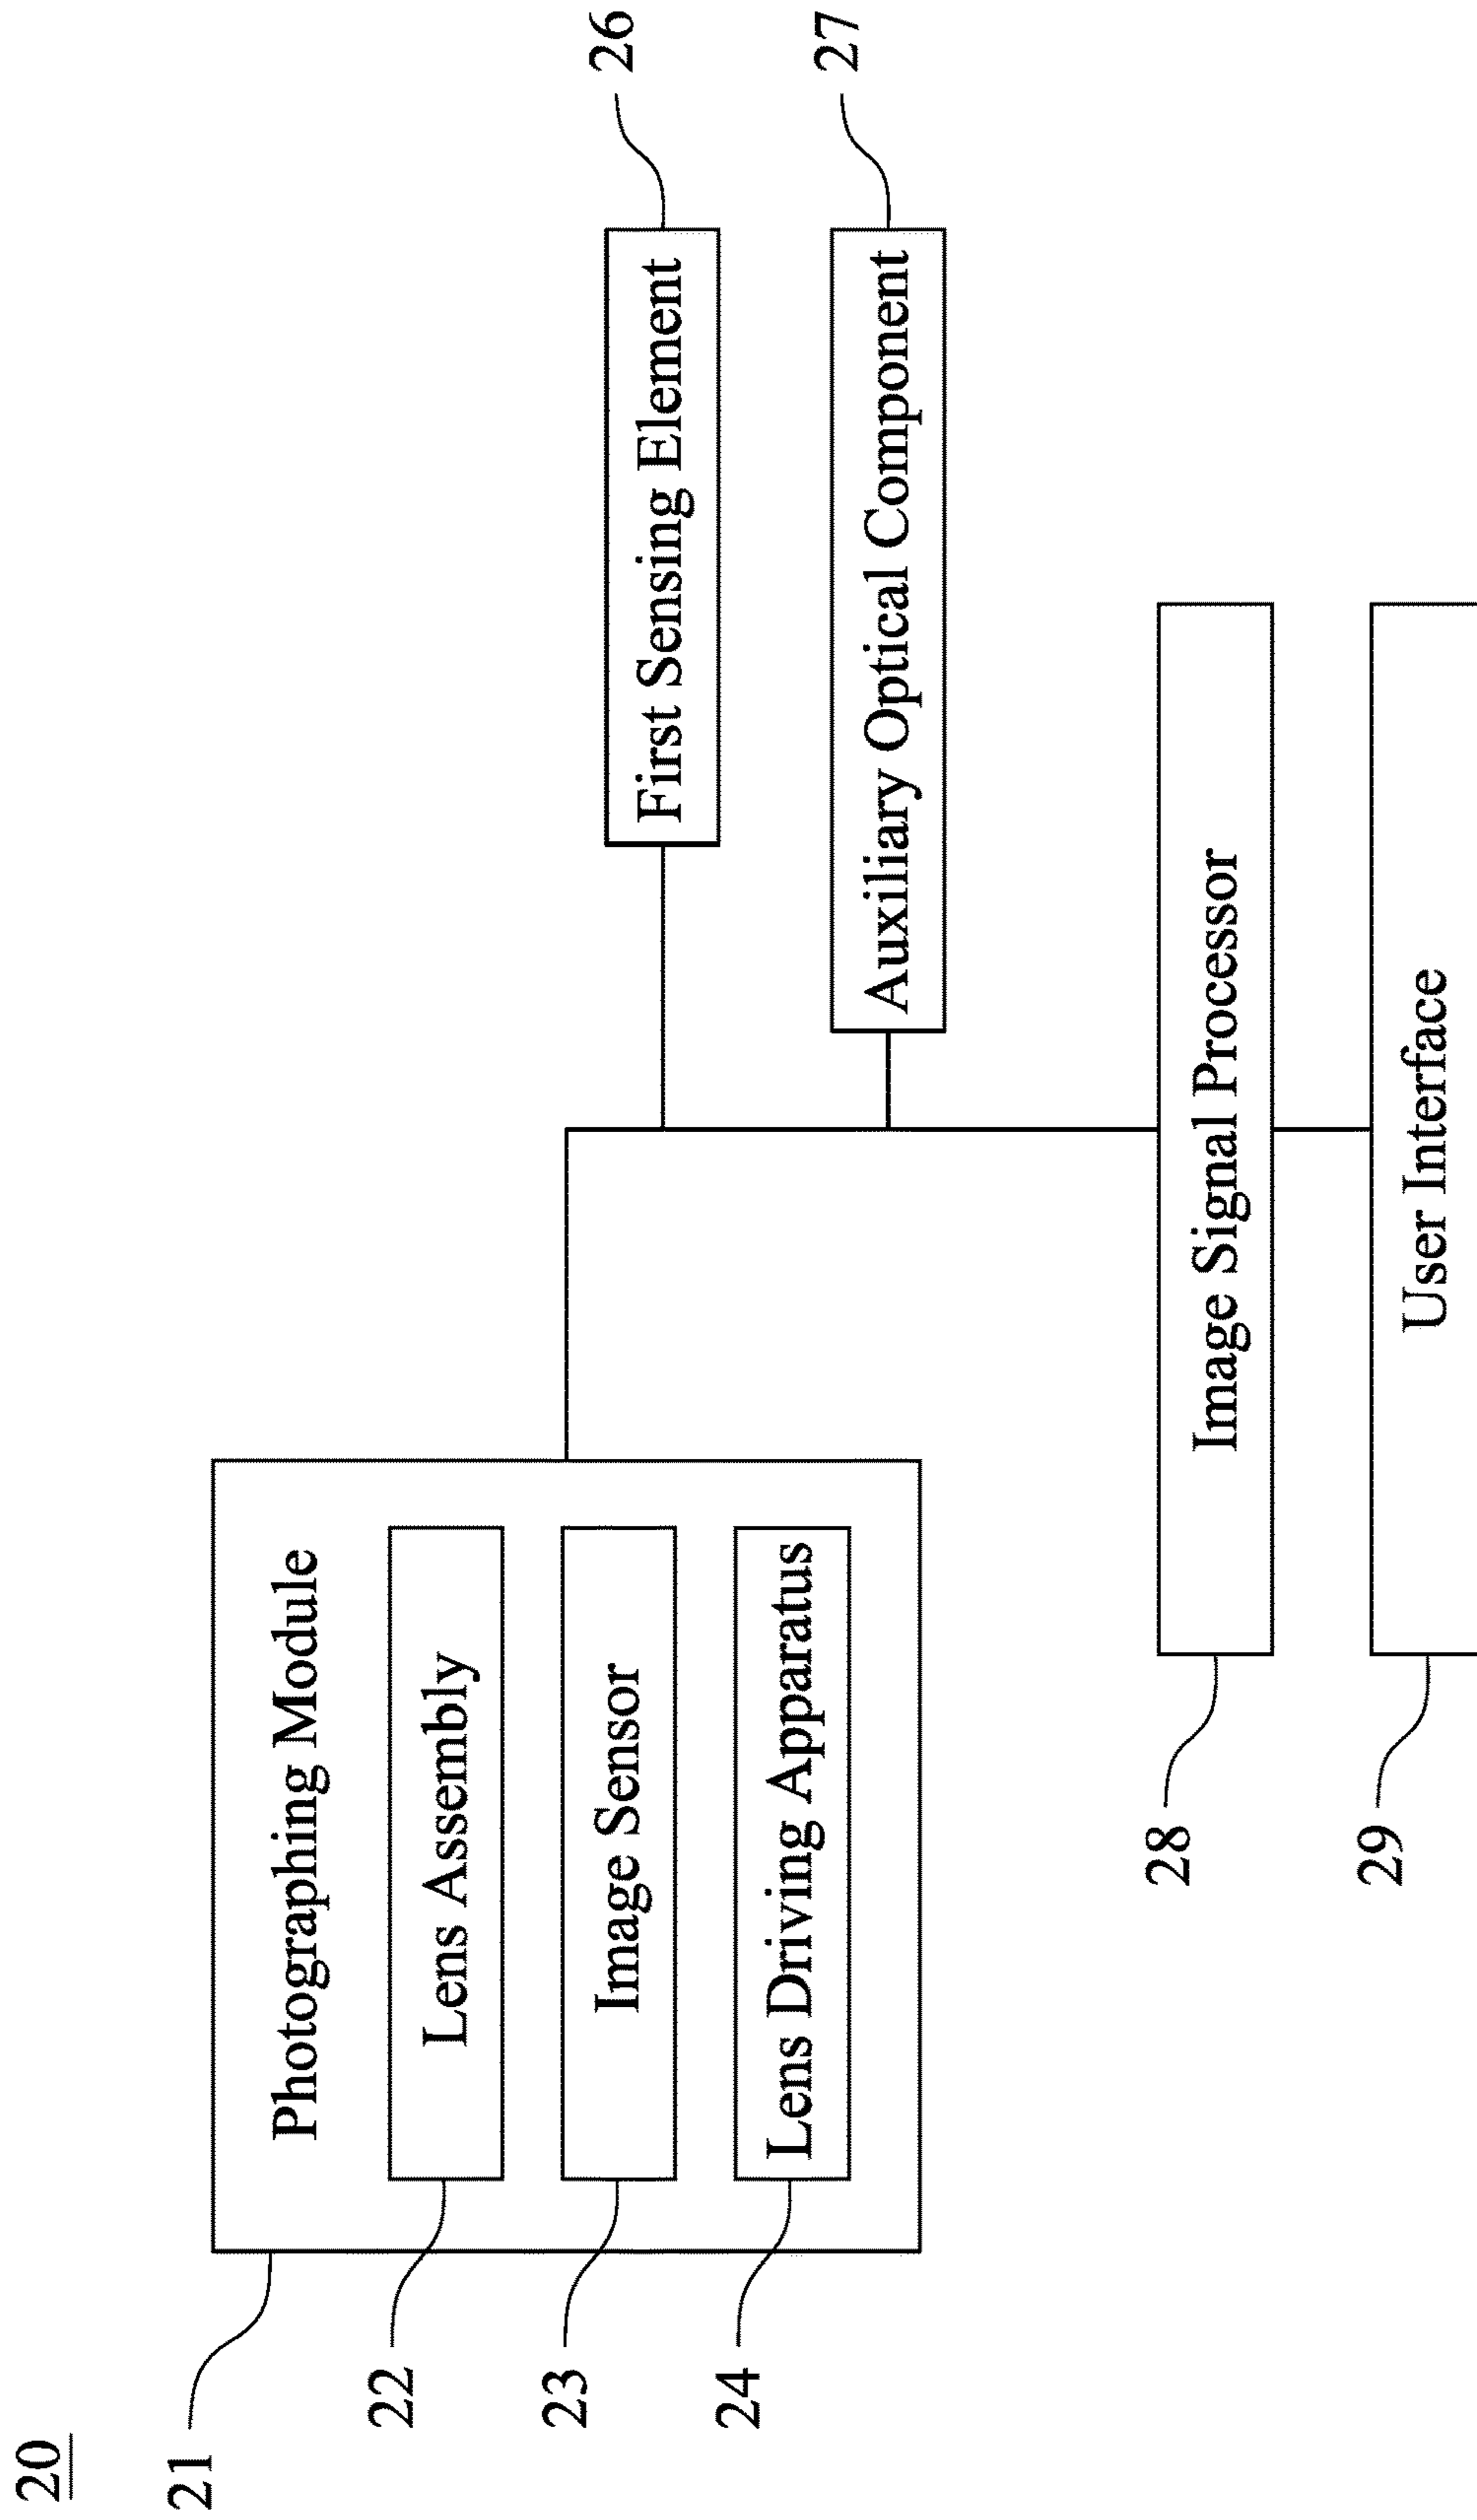 20
21
Photographing Module
22
Lens Assembly
23
Image Sensor
24
Lens Driving Apparatus
First Sensing Element
26
Auxiliary Optical Component
27
28
Image Signal Processor
29
User Interface